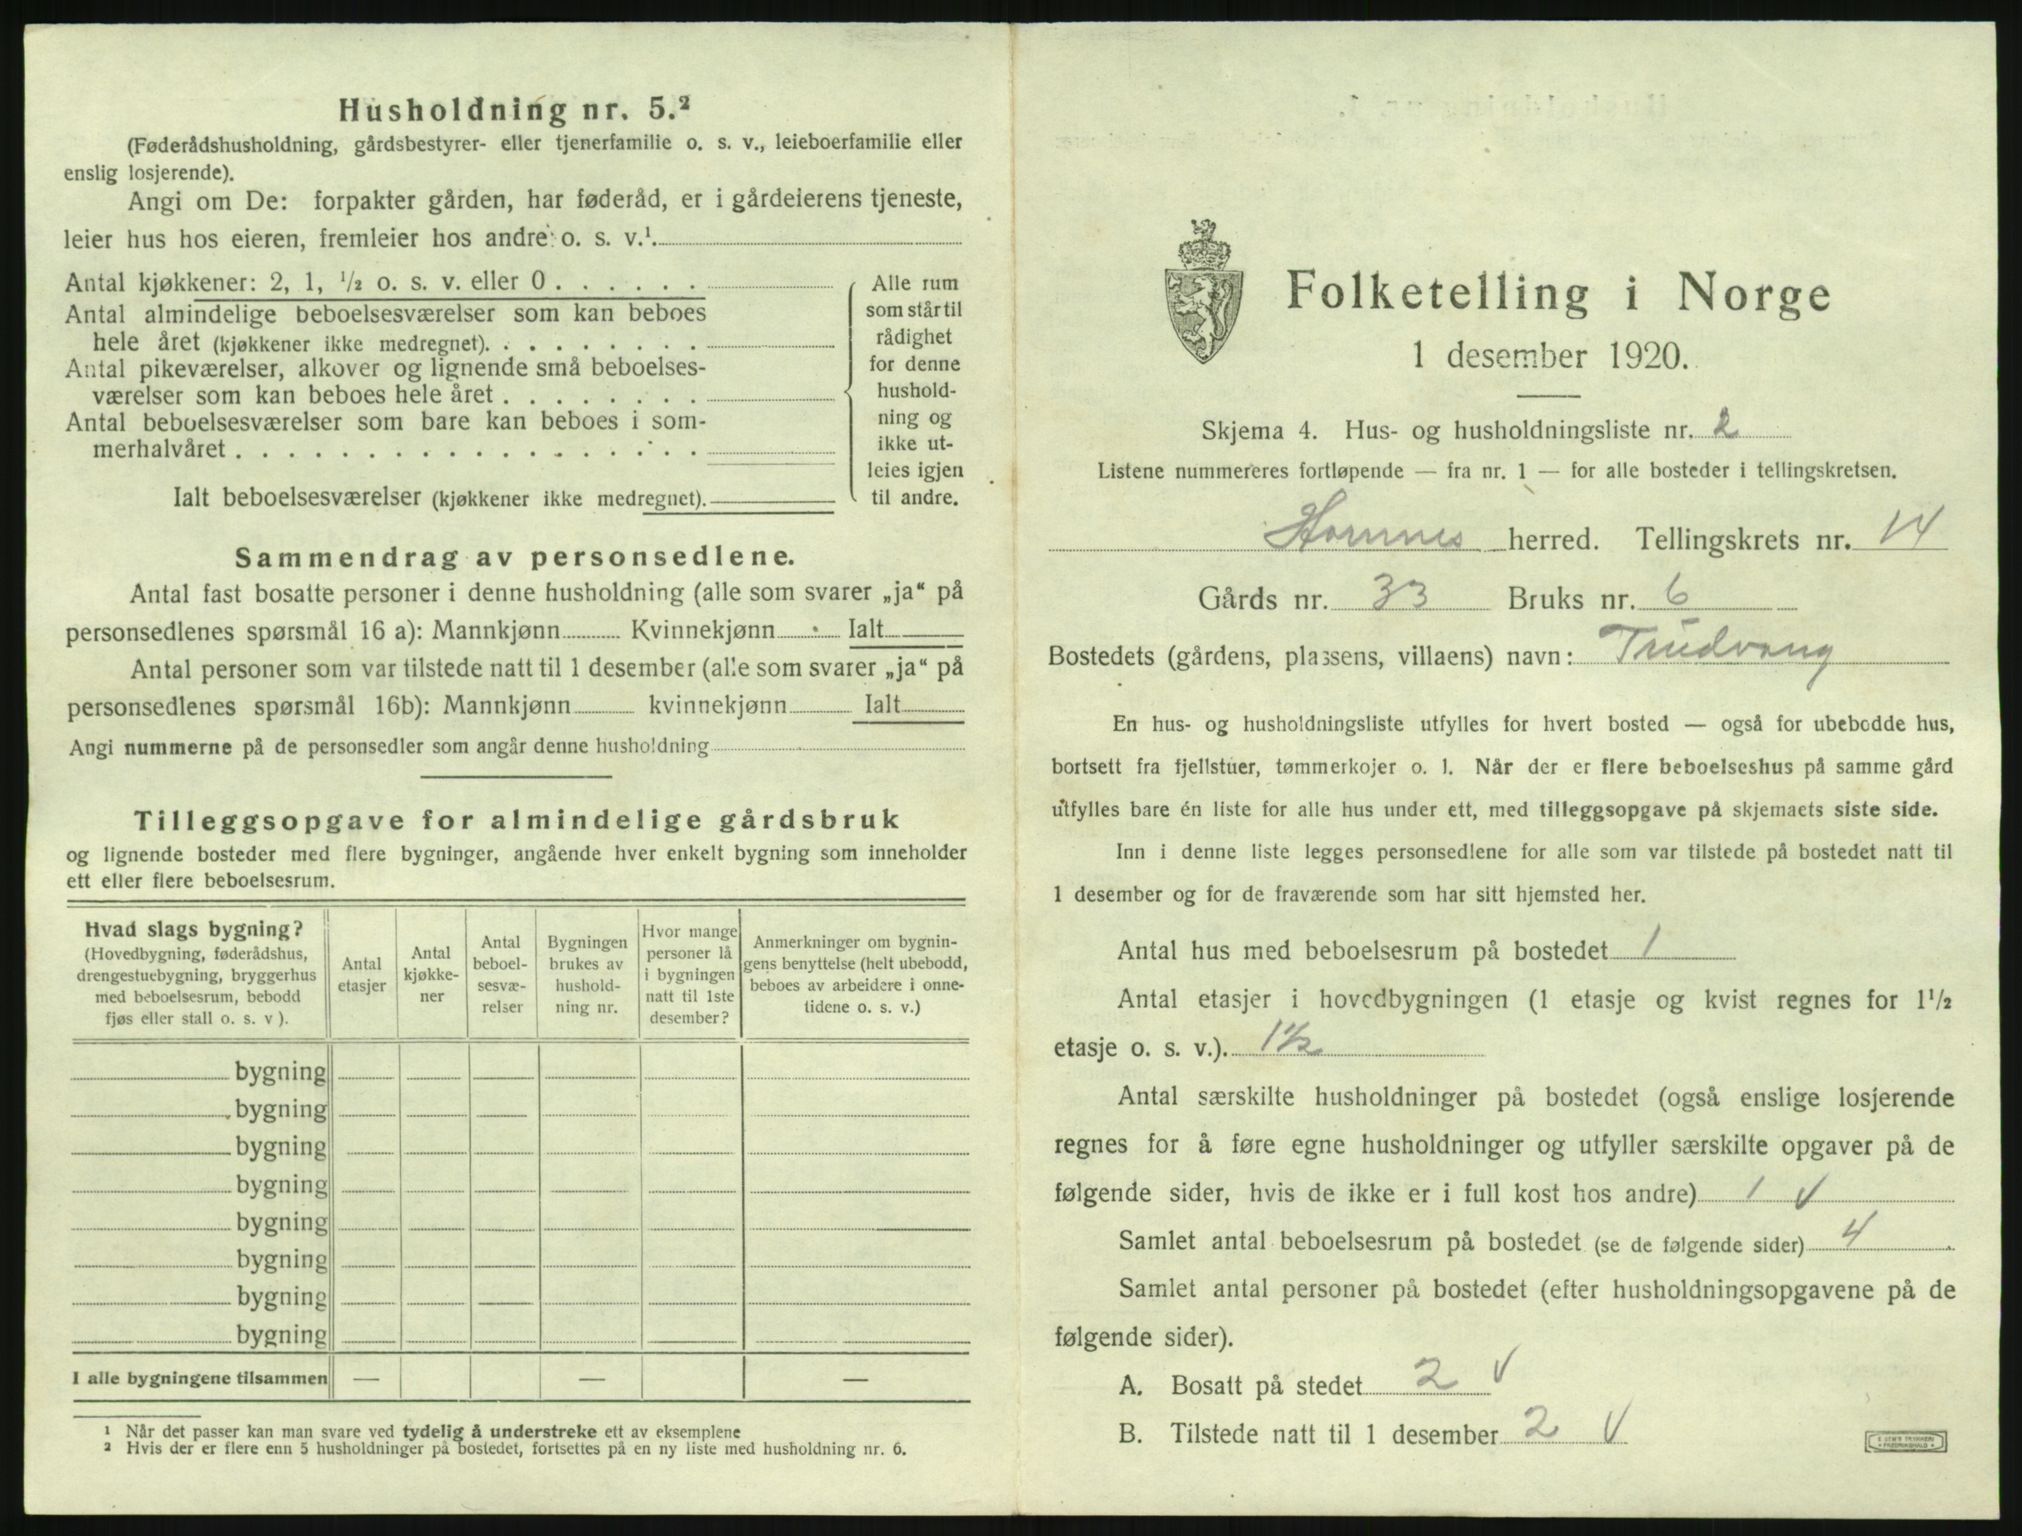 Husholdning nr. 5.²
(Føderådshusholdning, gårdsbestyrer- eller tjenerfamilie o. s. v., leieboerfamilie eller
enslig losjerende).
Angi om De: forpakter gården, har føderåd, er i gårdeierens tjeneste,
leier hus hos eieren, fremleier hos andre o. s. v.¹.
Antal kjøkkener: 2, 1, ½ o. s. v. eller 0 . . . . . .
Antal almindelige beboelsesværelser som kan beboes
hele året (kjøkkener ikke medregnet). . . . . . . . .
Antal pikeværelser, alkover og lignende små beboelses-
værelser som kan beboes hele året . . . . . . . .
Antal beboelsesværelser som bare kan beboes i som-
merhalvåret . . . . . . . . . . . . . . . . . .
Ialt beboelsesværelser (kjøkkener ikke medregnet).
Alle rum
som står til
rådighet
for denne
hushold-
ning og
ikke ut-
leies igjen
til andre.
Sammendrag av personsedlene.
Antal fast bosatte personer i denne husholdning (alle som svarer „ja“ på
personsedlenes spørsmål 16 a): Mannkjønn Kvinnekjønn Ialt
Antal personer som var tilstede natt til 1 desember (alle som svarer „ja“ på
personsedlenes spørsmål 16b): Mannkjønn kvinnekjønn Ialt
Angi nummerne på de personsedler som angår denne husholdning
Tilleggsopgave for almindelige gårdsbruk
og lignende bosteder med flere bygninger, angående hver enkelt bygning som inneholder
ett eller flere beboelsesrum.
Hvad slags bygning?
(Hovedbygning, føderådshus,
drengestuebygning, bryggerhus
med beboelsesrum, bebodd
fjøs eller stall o. s. v ).
Antal
etasjer
Antal
kjøkke-
ner
Antal
beboel-
sesvæ-
relser
Bygningen
brukes av
hushold-
ning nr.
Hvor mange
personer lå
i bygningen
natt til 1ste
desember?
Anmerkninger om bygnin-
gens benyttelse (helt ubebodd,
beboes av arbeidere i onne-
tidene o. s. v.)
bygning
bygning
bygning
bygning
bygning
bygning
bygning
bygning
I alle bygningene tilsammen — — —
¹ Når det passer kan man svare ved tydelig å understreke ett av eksemplene
² Hvis der er flere enn 5 husholdninger på bostedet, fortsettes på en ny liste med husholdning nr. 6.
Folketelling i Norge
1 desember 1920.
Skjema 4. Hus- og husholdningsliste nr. 2
Listene nummereres fortløpende — fra nr. 1 — for alle bosteder i tellingskretsen.
Hornnes herred. Tellingskrets nr. 14
Gårds nr. 33 Bruks nr. 6
Bostedets (gårdens, plassens, villaens) navn: Trudvang
En hus- og husholdningsliste utfylles for hvert bosted — også for ubebodde hus,
bortsett fra fjellstuer, tømmerkojer o. l. Når der er flere beboelseshus på samme gård
utfylles bare én liste for alle hus under ett, med tilleggsopgave på skjemaets siste side.
Inn i denne liste legges personsedlene for alle som var tilstede på bostedet natt til
1 desember og for de fraværende som har sitt hjemsted her.
Antal hus med beboelsesrum på bostedet 1
Antal etasjer i hovedbygningen (1 etasje og kvist regnes for 1½
etasje o. s. v.). 1½
Antal særskilte husholdninger på bostedet (også enslige losjerende
regnes for å føre egne husholdninger og utfyller særskilte opgaver på de
følgende sider, hvis de ikke er i full kost hos andre) 1 √
Samlet antal beboelsesrum på bostedet (se de følgende sider) 4
Samlet antal personer på bostedet (efter husholdningsopgavene på de
følgende sider).
A. Bosatt på stedet 2 √
B. Tilstede natt til 1 desember 2 √